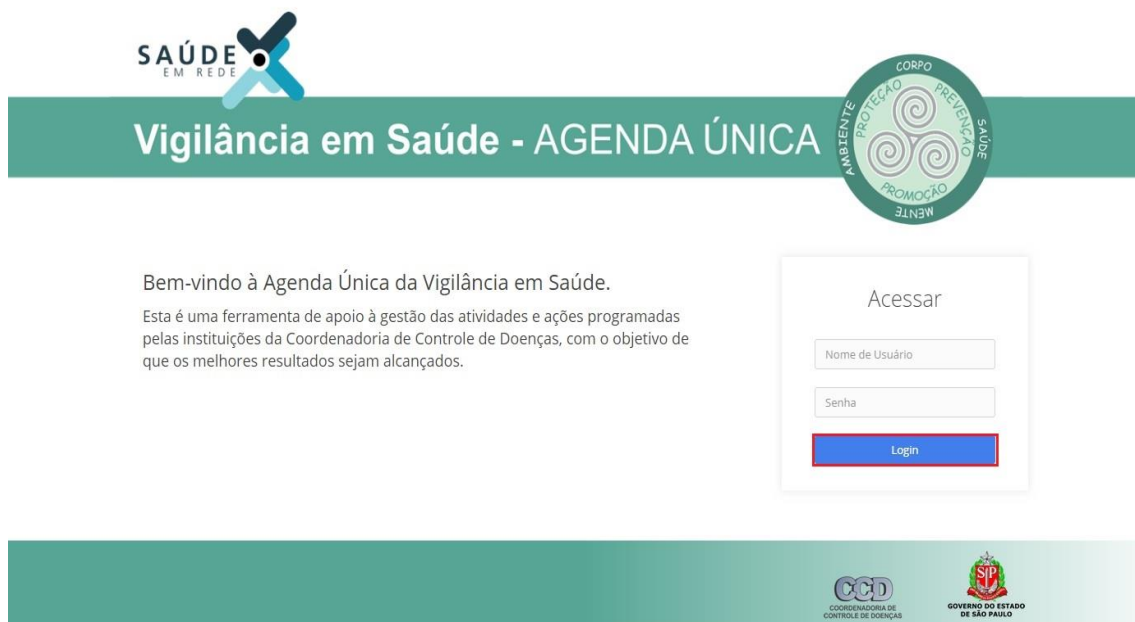 SAÚDE
EM REDE
Vigilância em Saúde - AGENDA ÚNICA
CORPO
AMBIENTE
SAÚDE
MENTE
PROTEÇÃO
PREVENÇÃO
PROMOÇÃO
Bem-vindo à Agenda Única da Vigilância em Saúde.
Esta é uma ferramenta de apoio à gestão das atividades e ações programadas
pelas instituições da Coordenadoria de Controle de Doenças, com o objetivo de
que os melhores resultados sejam alcançados.
Acessar
Nome de Usuário
Senha
Login
CCD
COORDENADORIA DE
CONTROLE DE DOENÇAS
SP
GOVERNO DO ESTADO
DE SÃO PAULO